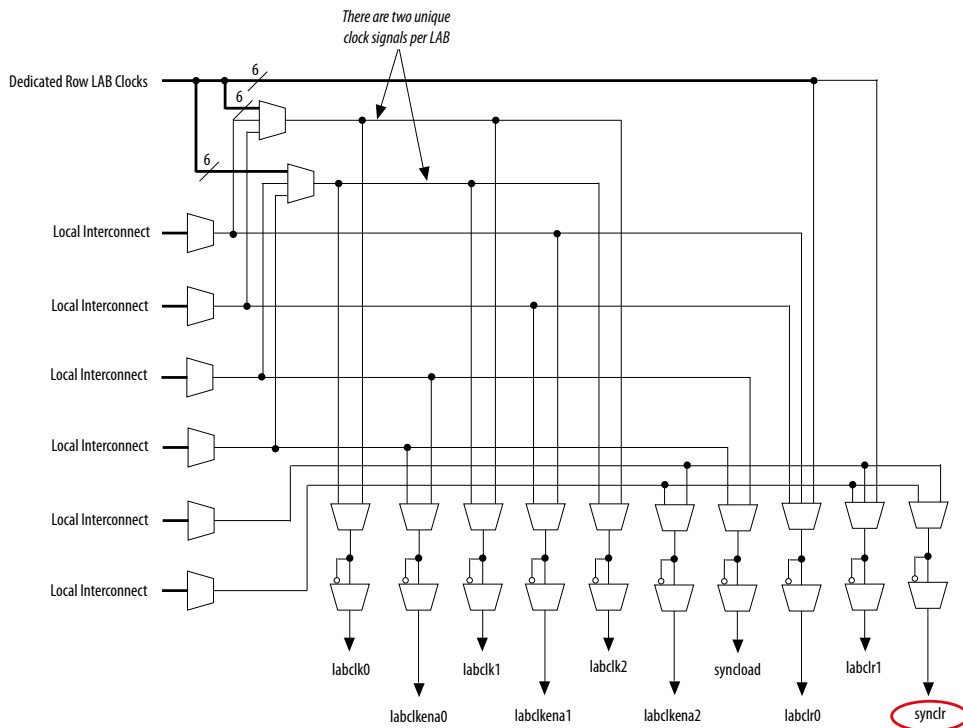 There are two unique
clock signals per LAB
Dedicated Row LAB Clocks
6
6
6
Local Interconnect
Local Interconnect
Local Interconnect
Local Interconnect
Local Interconnect
Local Interconnect
labclk0
labclk1
labclk2
syncload
labclr1
labclkena0
labclkena1
labclkena2
labclr0
synclr